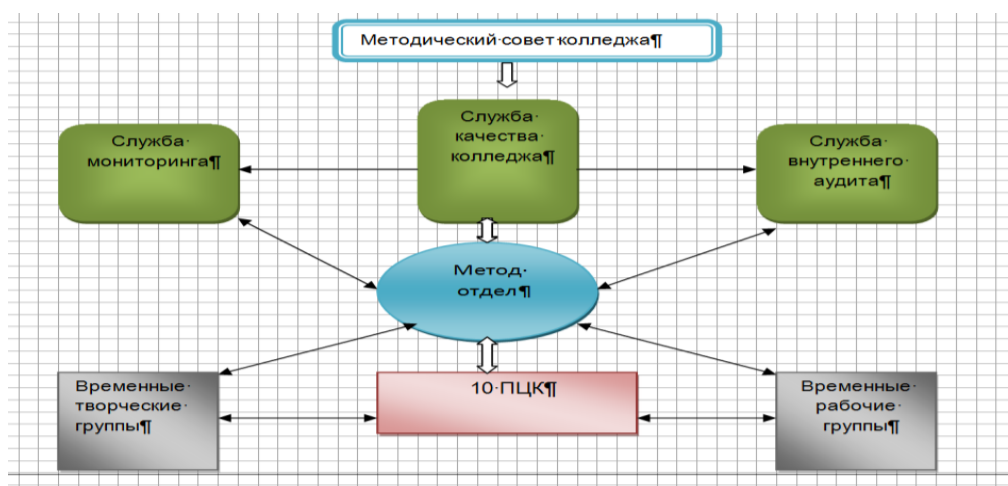 Методический совет колледжа¶
Служба
качества
колледжа¶
Служба
мониторинга¶
Служба
внутреннего
аудита¶
Метод.
отдел¶
Временные
творческие
группы¶
10 ПЦК¶
Временные
рабочие
группы¶